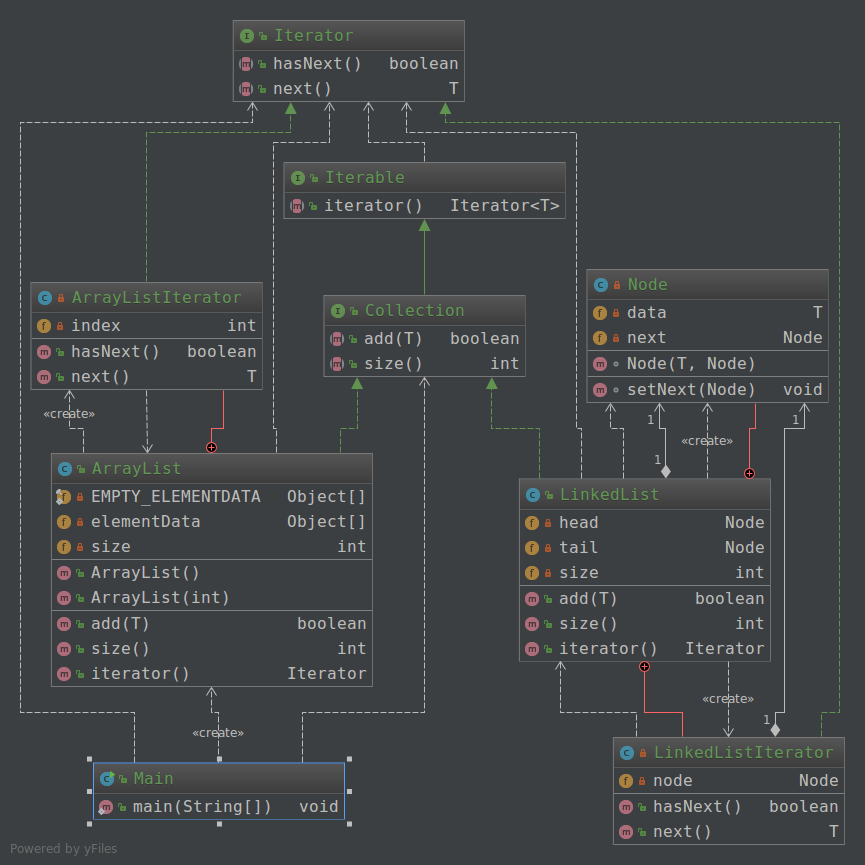 Iterator
hasNext() boolean
next() T
Iterable
iterator() Iterator<T>
ArrayListIterator
index int
hasNext() boolean
next() T
Collection
add(T) boolean
size() int
Node
data T
next Node
Node(T, Node)
setNext(Node) void
«create»
1
1
«create»
1
ArrayList
EMPTY_ELEMENTDATA Object[]
elementData Object[]
size int
ArrayList()
ArrayList(int)
add(T) boolean
size() int
iterator() Iterator
LinkedList
head Node
tail Node
size int
add(T) boolean
size() int
iterator() Iterator
«create»
«create»
1
Main
main(String[]) void
LinkedListIterator
node Node
hasNext() boolean
next() T
Powered by yFiles